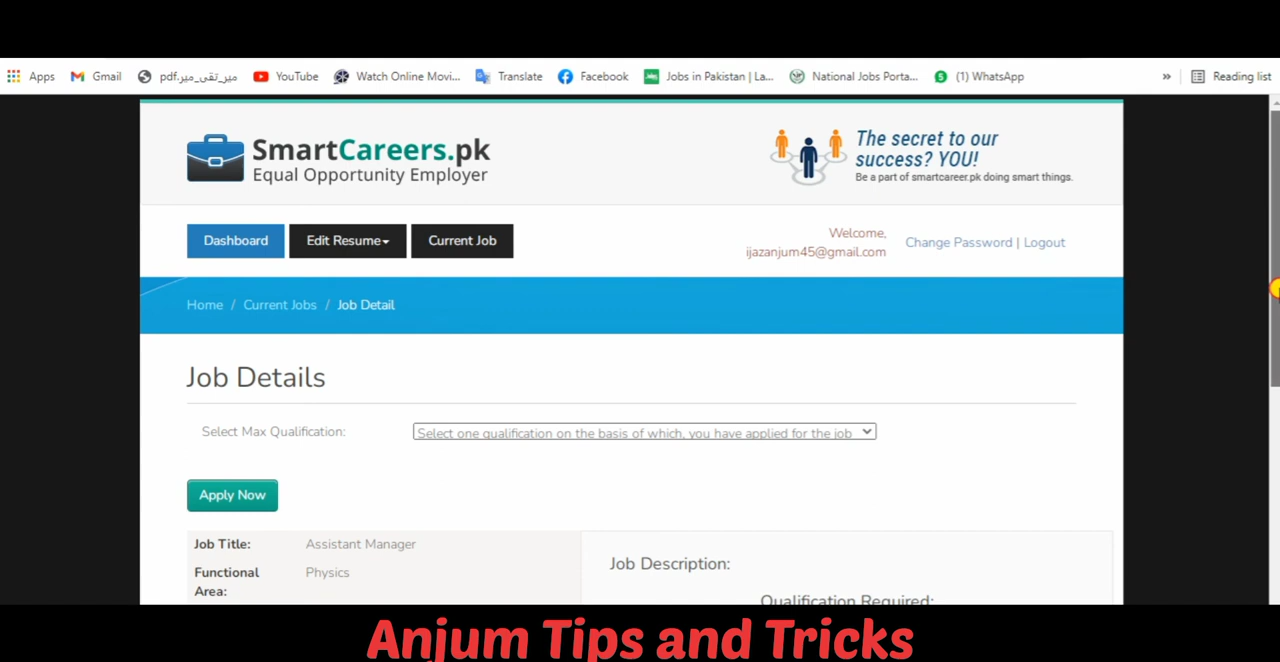 Apps Gmail میر_تقی_میر.pdf YouTube Watch Online Movi... Translate Facebook Jobs in Pakistan | La... National Jobs Porta... (1) WhatsApp » Reading list
SmartCareers.pk
Equal Opportunity Employer
The secret to our
success? YOU!
Be a part of smartcareer.pk doing smart things.
Dashboard Edit Resume Current Job
Welcome,
ijazanjum45@gmail.com
Change Password | Logout
Home / Current Jobs / Job Detail
Job Details
Select Max Qualification: Select one qualification on the basis of which, you have applied for the job
Apply Now
Job Title: Assistant Manager
Functional Area: Physics
Job Description:
Qualification Required:
Anjum Tips and Tricks